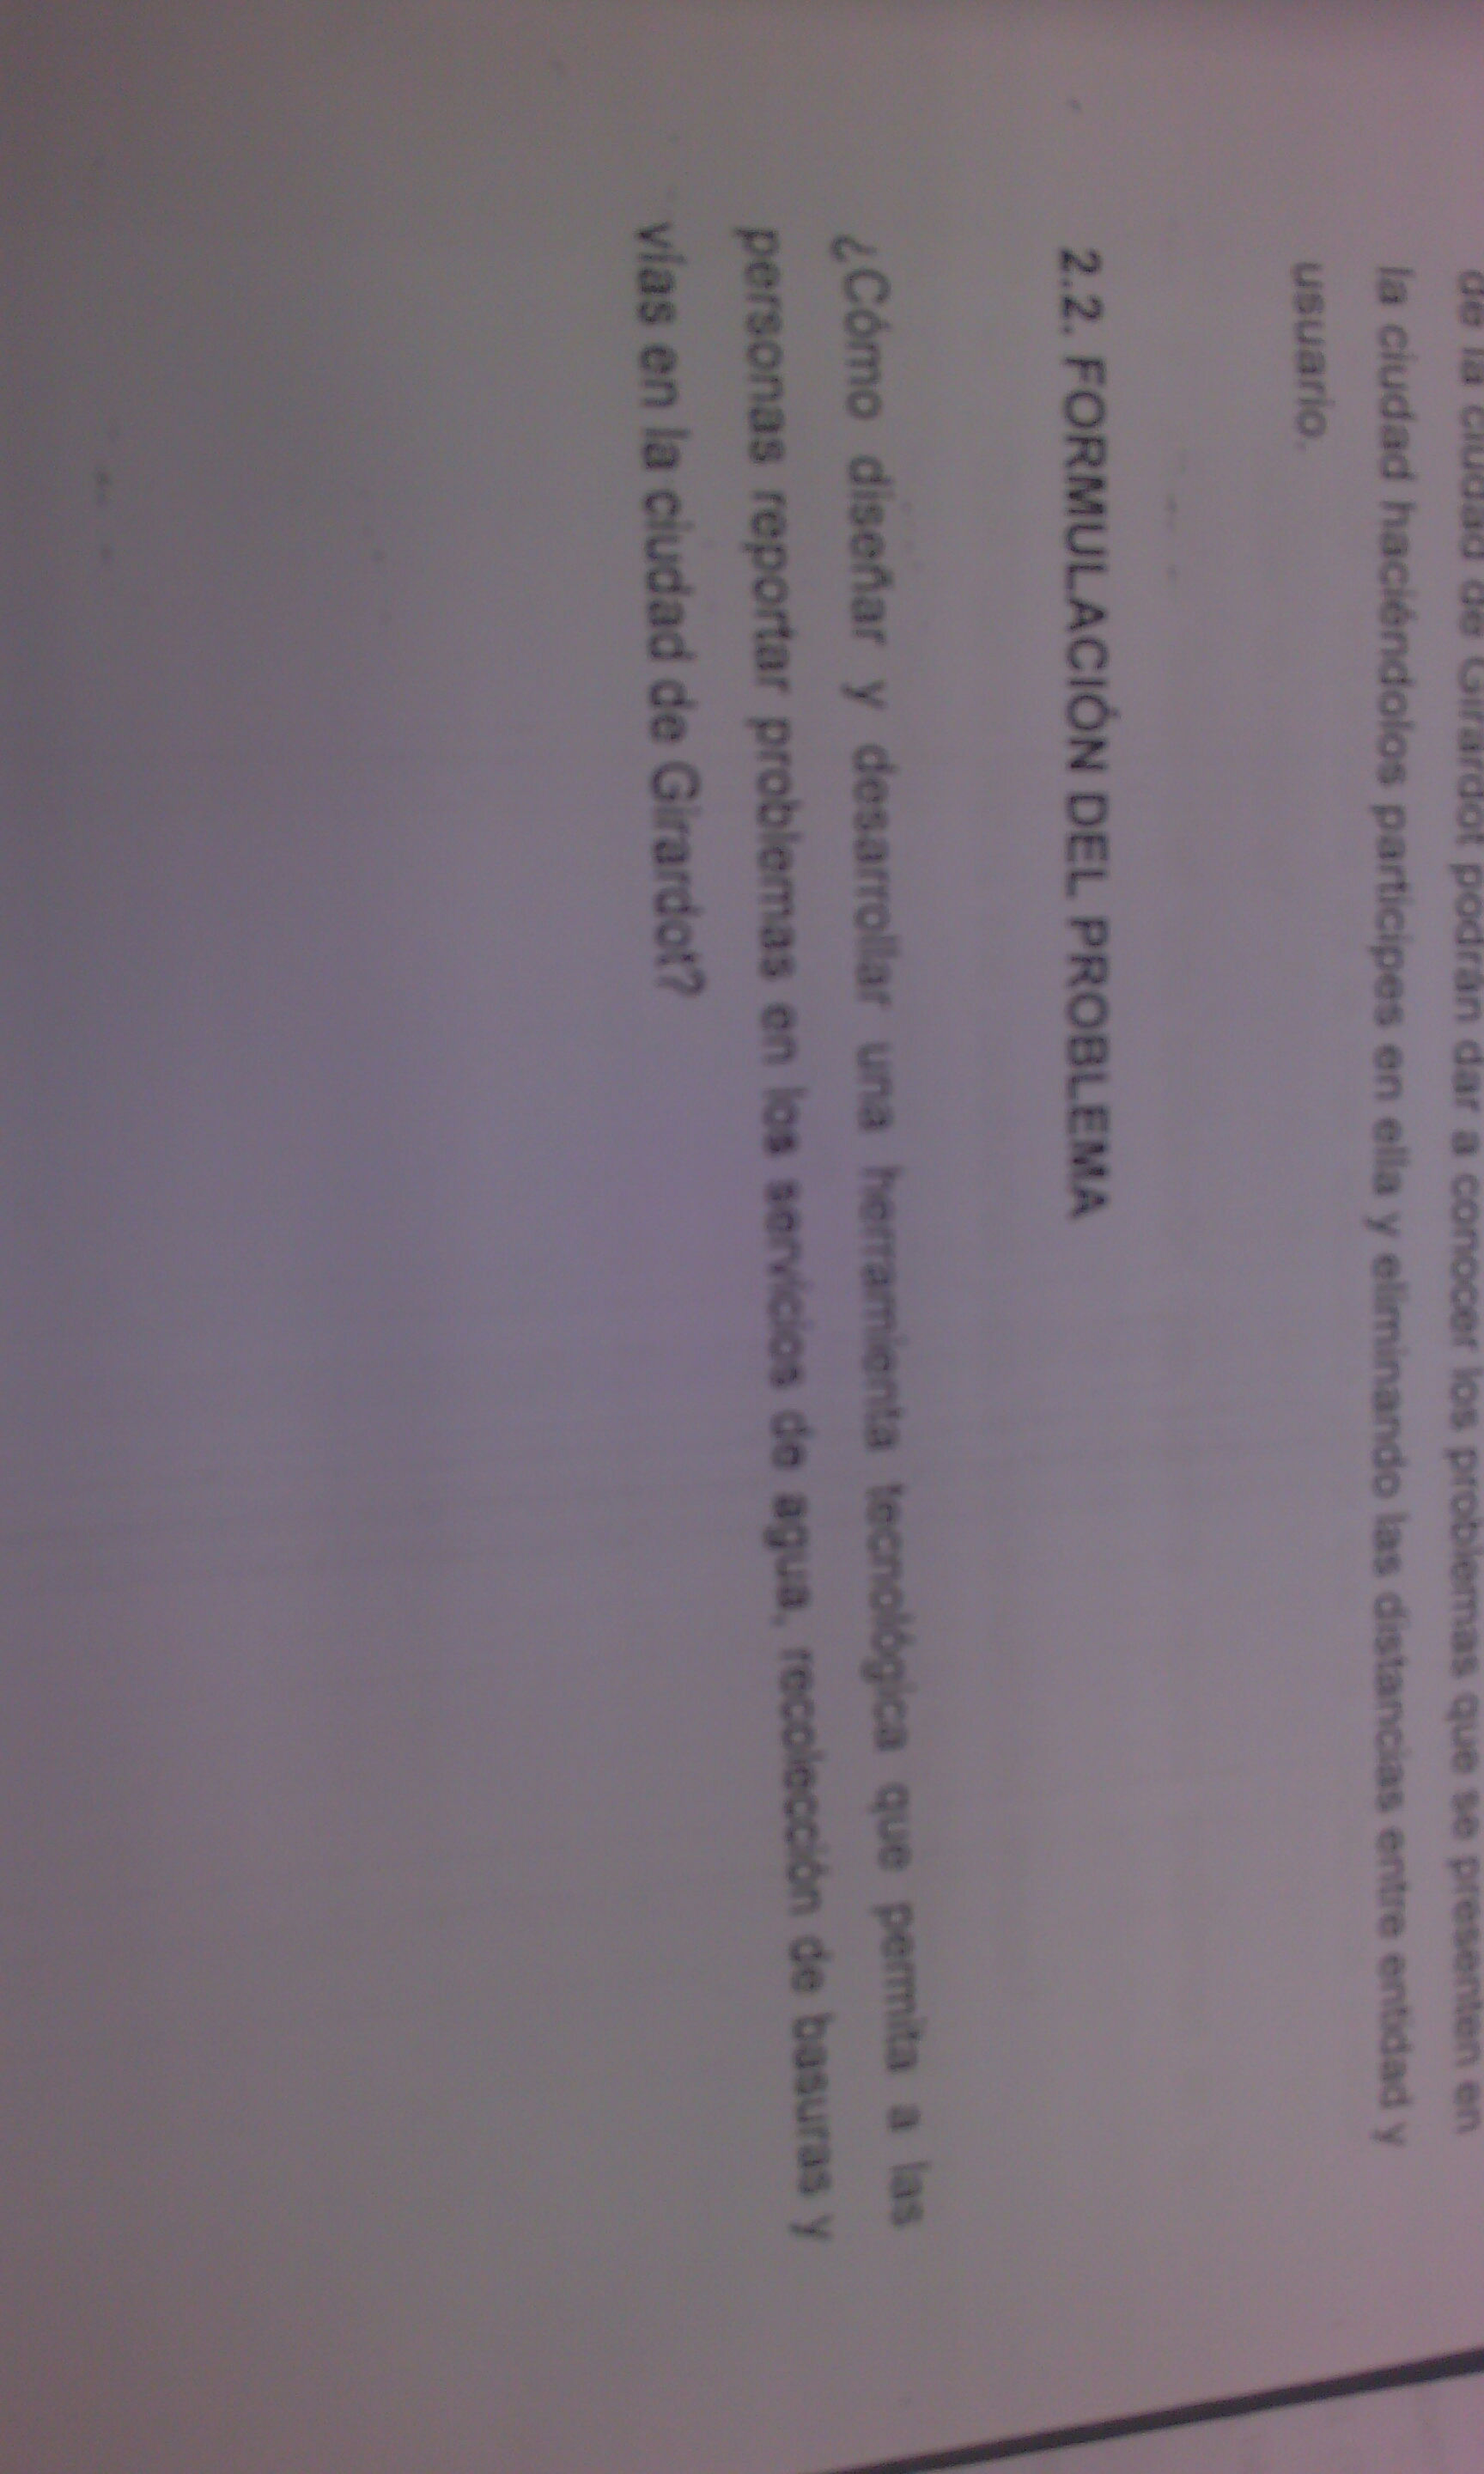 de la ciudad de Girardot podrán dar a conocer los problemas que se presenten en
la ciudad haciéndolos participes en ella y eliminando las distancias entre entidad y
usuario.
2.2. FORMULACIÓN DEL PROBLEMA
¿Cómo diseñar y desarrollar una herramienta tecnológica que permita a las
personas reportar problemas en los servicios de agua, recolección de basuras y
vías en la ciudad de Girardot?